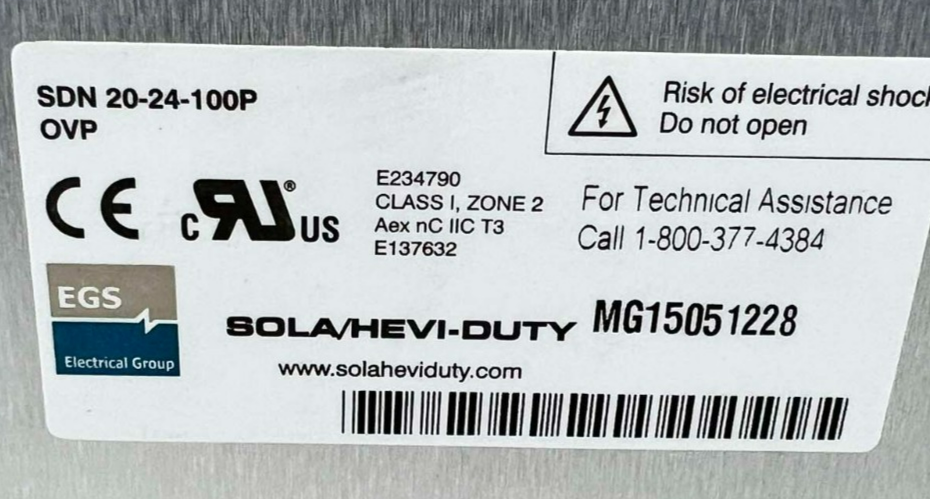 SDN 20-24-100P
OVP
Risk of electrical shock
Do not open
CE
c RU® US
E234790
CLASS I, ZONE 2
Aex nC IIC T3
E137632
For Technical Assistance
Call 1-800-377-4384
EGS
Electrical Group
SOLA/HEVI-DUTY
MG15051228
www.solaheviduty.com